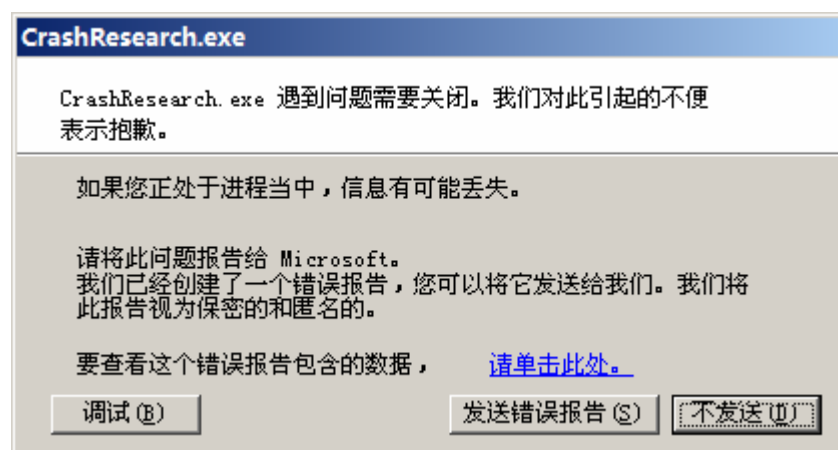 CrashResearch.exe
CrashResearch.exe 遇到问题需要关闭。我们对此引起的不便
表示抱歉。
如果您正处于进程当中，信息有可能丢失。
请将此问题报告给 Microsoft。
我们已经创建了一个错误报告，您可以将它发送给我们。我们将
此报告视为保密的和匿名的。
要查看这个错误报告包含的数据， 请单击此处。
调试(B) 发送错误报告(S) 不发送(D)